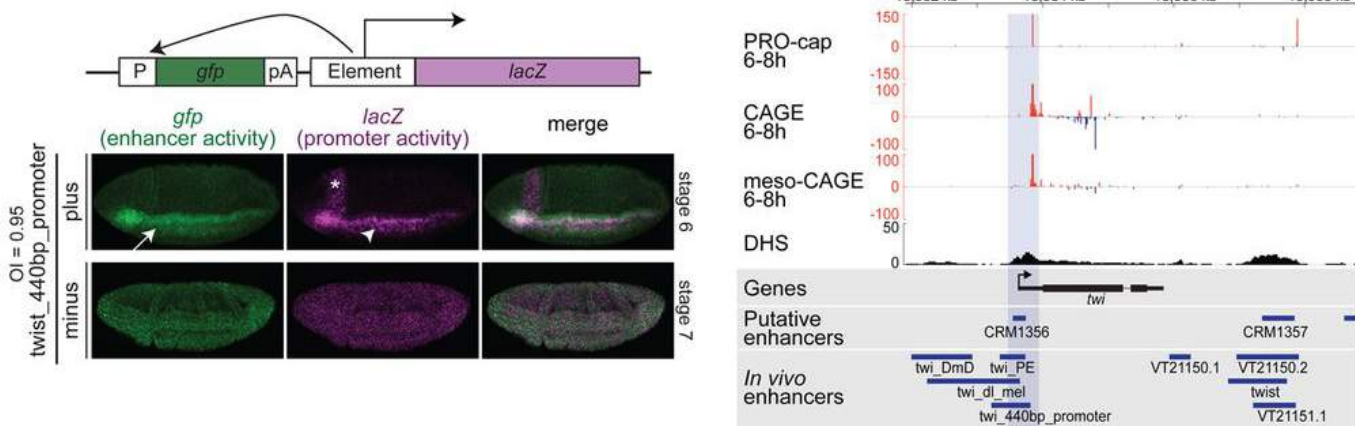 P gfp pA Element lacZ
gfp
(enhancer activity)
lacZ
(promoter activity)
merge
OI = 0.95
twist_440bp_promoter
plus
*
stage 6
minus
stage 7
PRO-cap
6-8h
150
0
-150
CAGE
6-8h
100
0
-100
meso-CAGE
6-8h
100
0
-100
DHS
50
0
Genes
twi
Putative
enhancers
CRM1356
CRM1357
In vivo
enhancers
twi_DmD twi_PE VT21150.1 VT21150.2
twi_dl_mel twist
twi_440bp_promoter VT21151.1